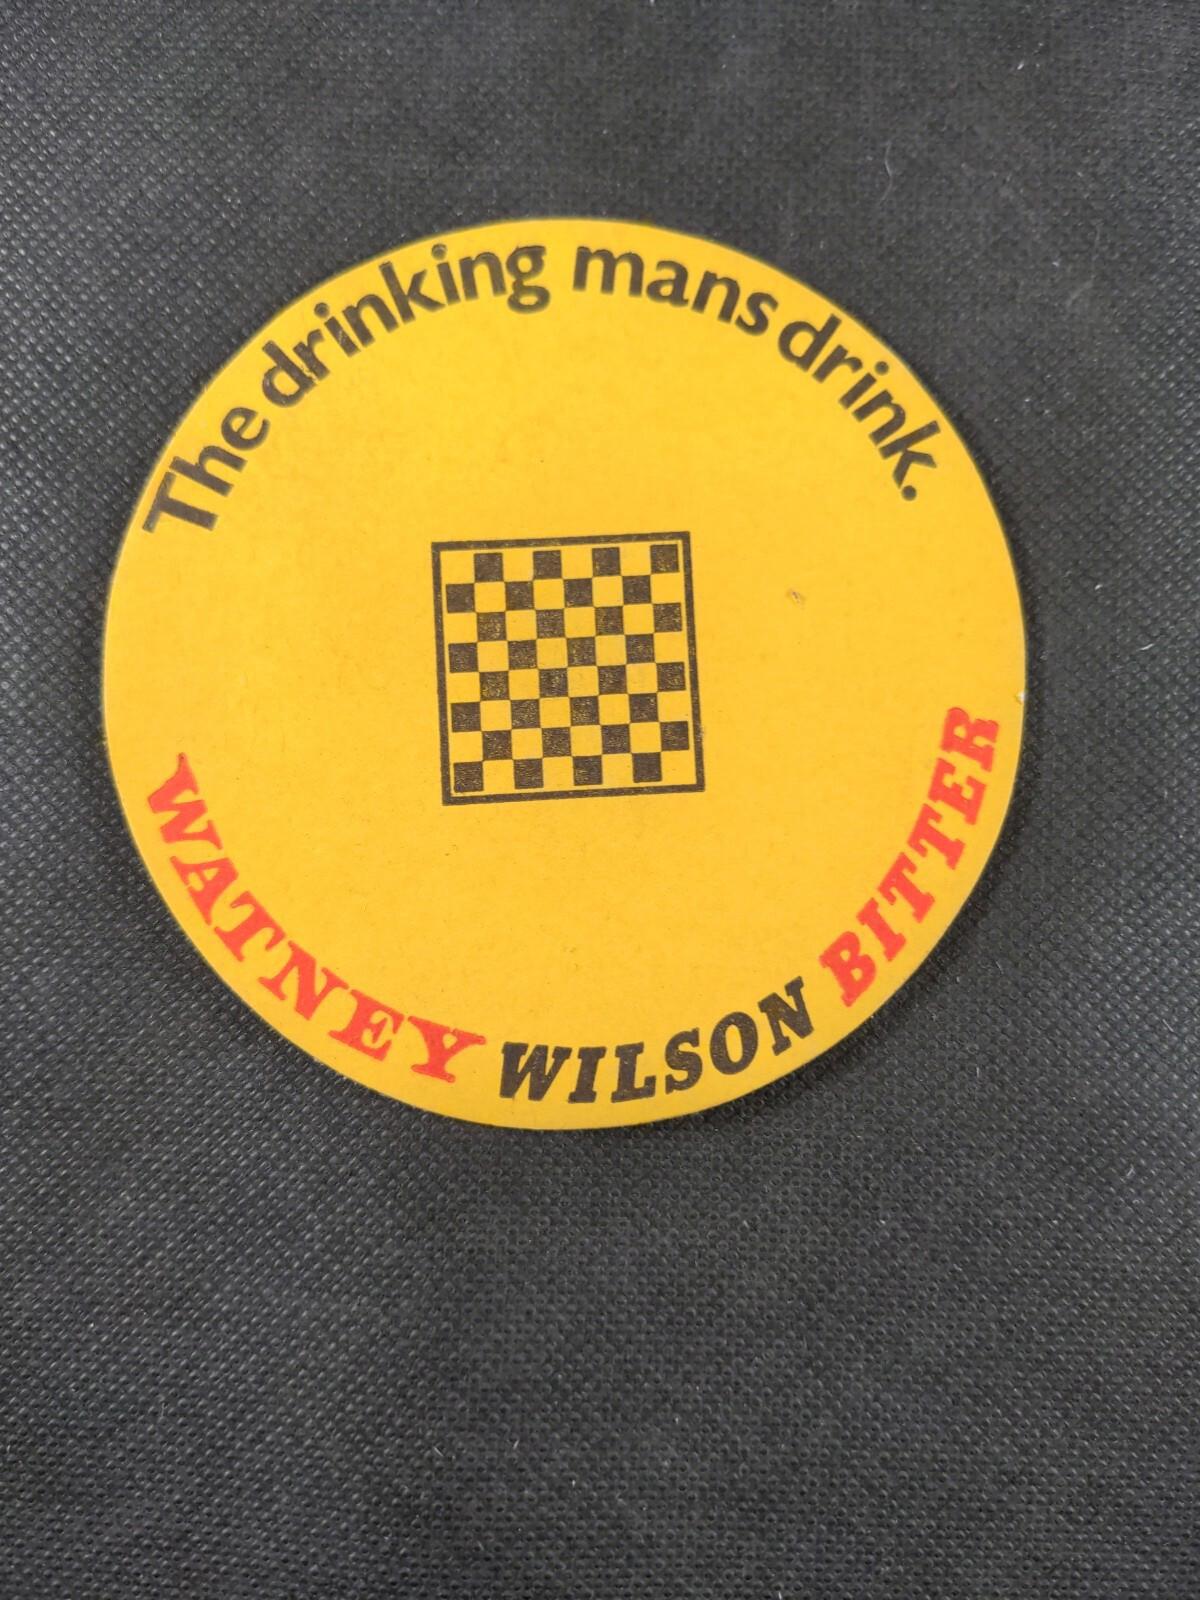 The drinking mans drink.
WATNEY WILSON BITTER